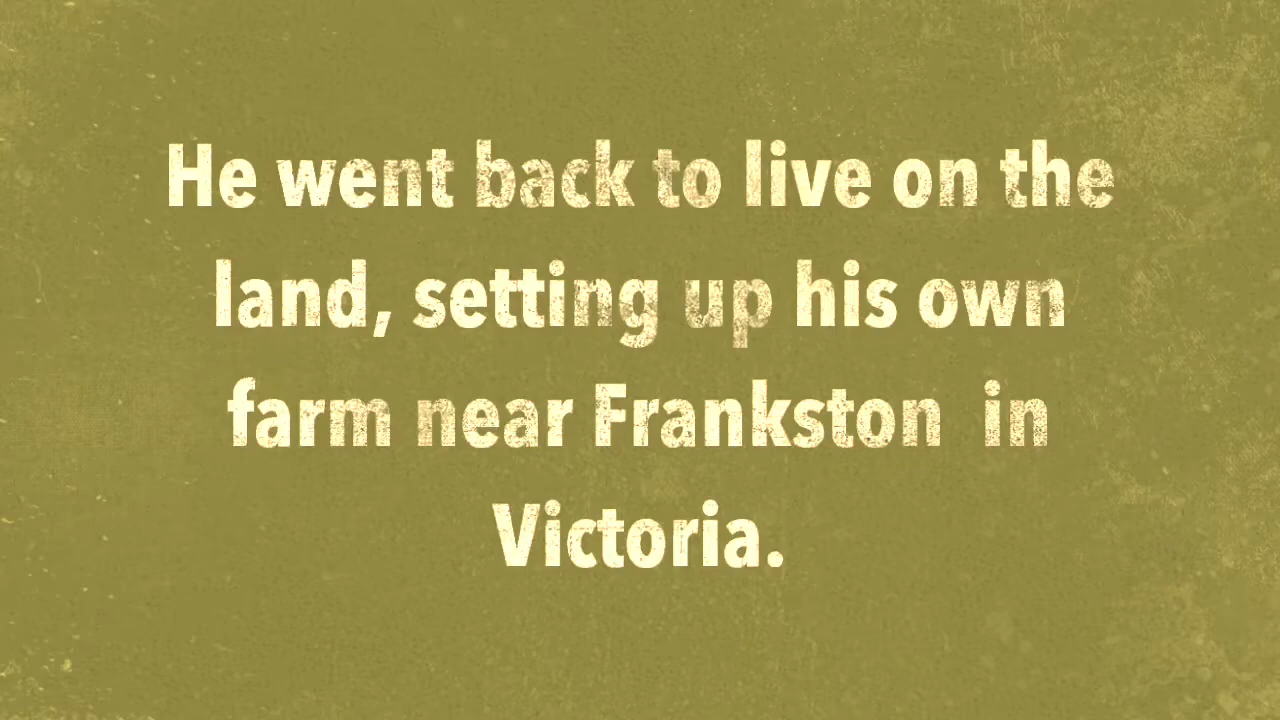 He went back to live on the
land, setting up his own
farm near Frankston  in
Victoria.